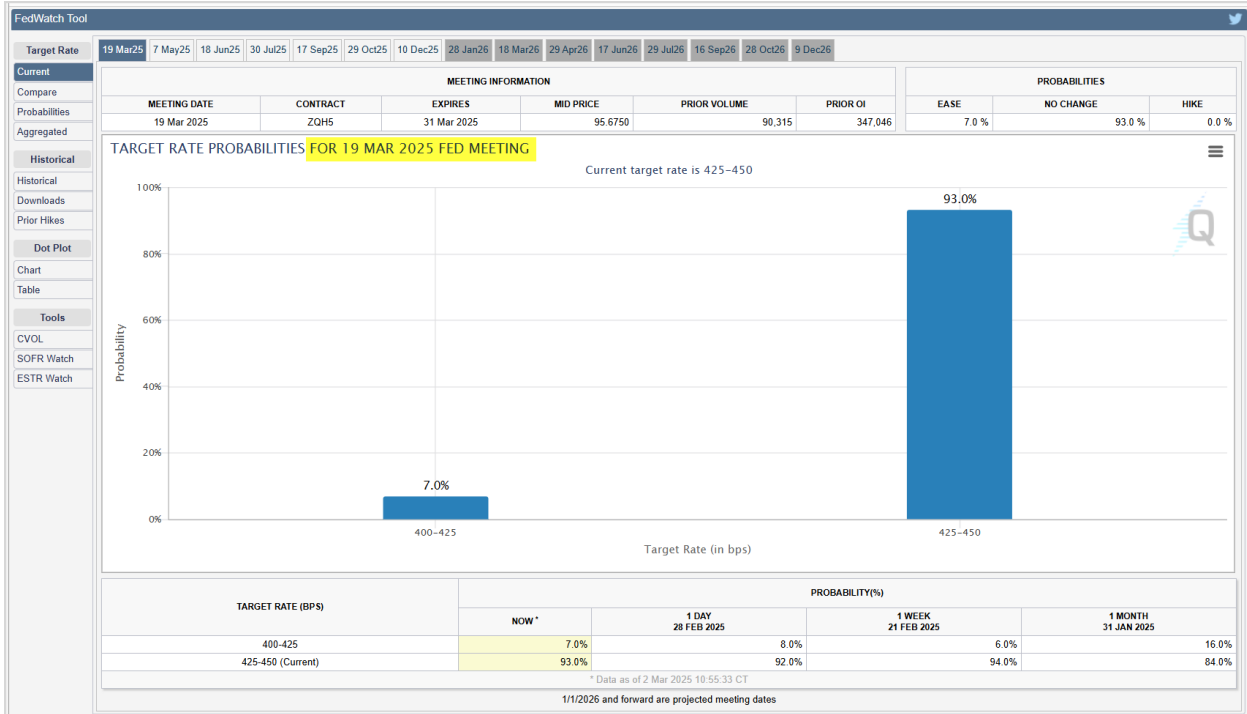 FedWatch Tool
Target Rate
Current
Compare
Probabilities
Aggregated
Historical
Historical
Downloads
Prior Hikes
Dot Plot
Chart
Table
Tools
CVOL
SOFR Watch
ESTR Watch
19 Mar25 7 May25 18 Jun25 30 Jul25 17 Sep25 29 Oct25 10 Dec25 28 Jan26 18 Mar26 29 Apr26 17 Jun26 29 Jul26 16 Sep26 28 Oct26 9 Dec26
MEETING INFORMATION
MEETING DATE CONTRACT EXPIRES MID PRICE PRIOR VOLUME PRIOR OI
19 Mar 2025 ZQH5 31 Mar 2025 95.6750 90,315 347,046
PROBABILITIES
EASE NO CHANGE HIKE
7.0 % 93.0 % 0.0 %
TARGET RATE PROBABILITIES FOR 19 MAR 2025 FED MEETING
Current target rate is 425-450
Probability
100%
80%
60%
40%
20%
0%
7.0%
93.0%
Q
400-425 425-450
Target Rate (in bps)
TARGET RATE (BPS) PROBABILITY(%)
NOW * 1 DAY 28 FEB 2025 1 WEEK 21 FEB 2025 1 MONTH 31 JAN 2025
400-425 7.0% 8.0% 6.0% 16.0%
425-450 (Current) 93.0% 92.0% 94.0% 84.0%
* Data as of 2 Mar 2025 10:55:33 CT
1/1/2026 and forward are projected meeting dates